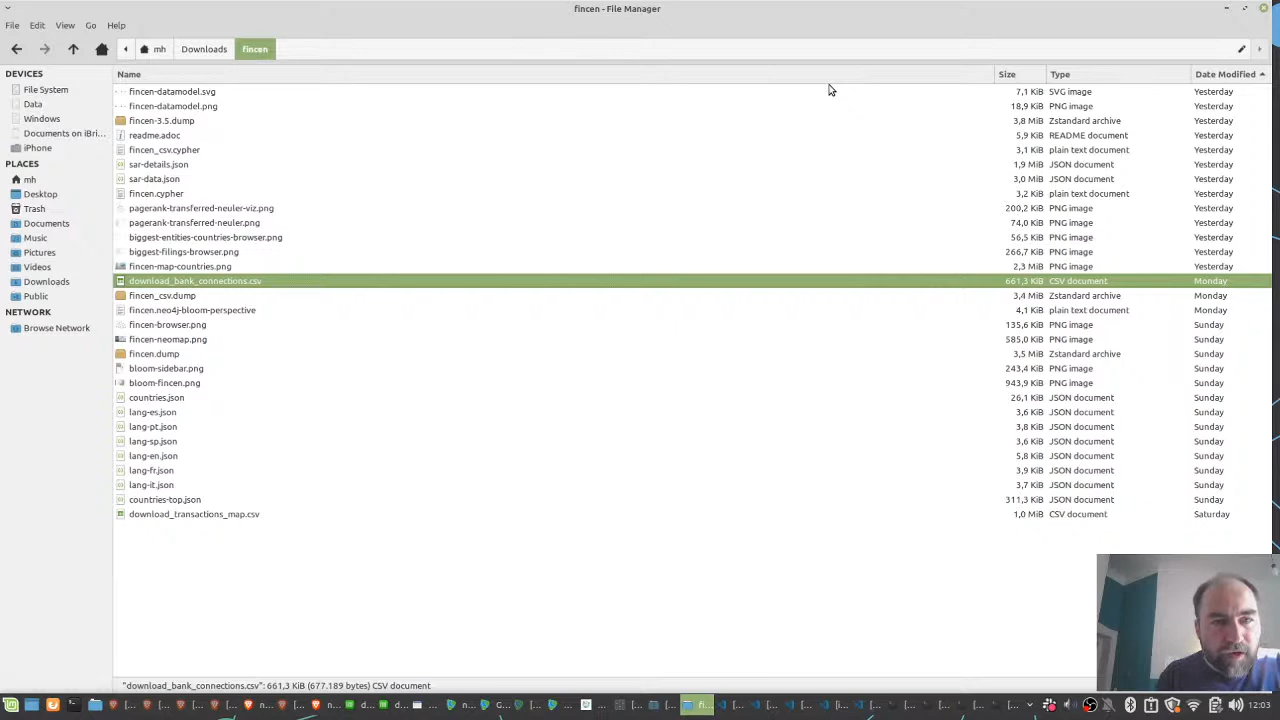 fincen - File Manager
File Edit View Go Help
mh Downloads fincen
DEVICES
File System
Data
Windows
Documents on iBri...
iPhone
PLACES
mh
Desktop
Trash
Documents
Music
Pictures
Videos
Downloads
Public
NETWORK
Browse Network
Name Size Type Date Modified
fincen-datamodel.svg 7,1 KiB SVG image Yesterday
fincen-datamodel.png 18,9 KiB PNG image Yesterday
fincen-3.5.dump 3,8 MiB Zstandard archive Yesterday
readme.adoc 5,9 KiB README document Yesterday
fincen_csv.cypher 3,1 KiB plain text document Yesterday
sar-details.json 1,9 MiB JSON document Yesterday
sar-data.json 3,0 MiB JSON document Yesterday
fincen.cypher 3,2 KiB plain text document Yesterday
pagerank-transferred-neuler-viz.png 200,2 KiB PNG image Yesterday
pagerank-transferred-neuler.png 74,0 KiB PNG image Yesterday
biggest-entities-countries-browser.png 56,5 KiB PNG image Yesterday
biggest-filings-browser.png 266,7 KiB PNG image Yesterday
fincen-map-countries.png 2,3 MiB PNG image Yesterday
download_bank_connections.csv 661,3 KiB CSV document Monday
fincen_csv.dump 3,4 MiB Zstandard archive Monday
fincen.neo4j-bloom-perspective 4,1 KiB plain text document Monday
fincen-browser.png 135,6 KiB PNG image Sunday
fincen-neomap.png 585,0 KiB PNG image Sunday
fincen.dump 3,5 MiB Zstandard archive Sunday
bloom-sidebar.png 243,4 KiB PNG image Sunday
bloom-fincen.png 943,9 KiB PNG image Sunday
countries.json 26,1 KiB JSON document Sunday
lang-es.json 3,6 KiB JSON document Sunday
lang-pt.json 3,8 KiB JSON document Sunday
lang-sp.json 3,6 KiB JSON document Sunday
lang-en.json 5,8 KiB JSON document Sunday
lang-fr.json 3,9 KiB JSON document Sunday
lang-it.json 3,7 KiB JSON document Sunday
countries-top.json 311,3 KiB JSON document Sunday
download_transactions_map.csv 1,0 MiB CSV document Saturday
"download_bank_connections.csv": 661,3 KiB (677.189 bytes) CSV document
12:03